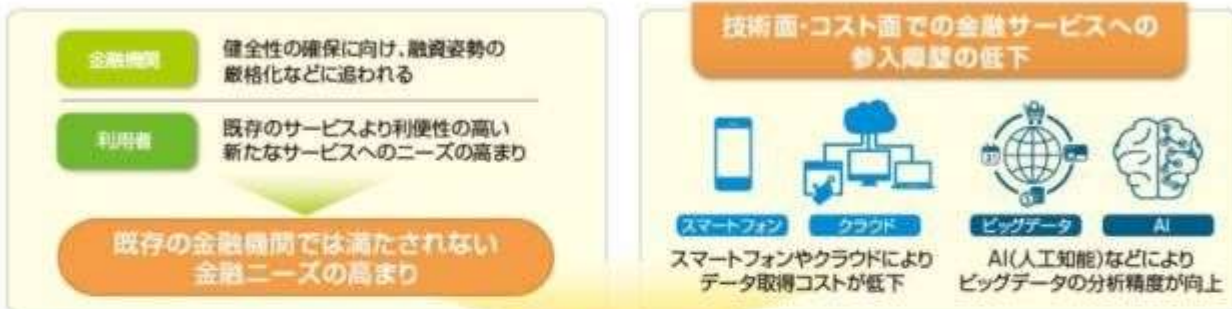 金融機関
健全性の確保に向け、融資姿勢の
厳格化などに追われる
利用者
既存のサービスより利便性の高い
新たなサービスへのニーズの高まり
既存の金融機関では満たされない
金融ニーズの高まり
技術面・コスト面での金融サービスへの
参入障壁の低下
スマートフォン
クラウド
スマートフォンやクラウドにより
データ取得コストが低下
ビッグデータ
AI
AI(人工知能)などにより
ビッグデータの分析精度が向上